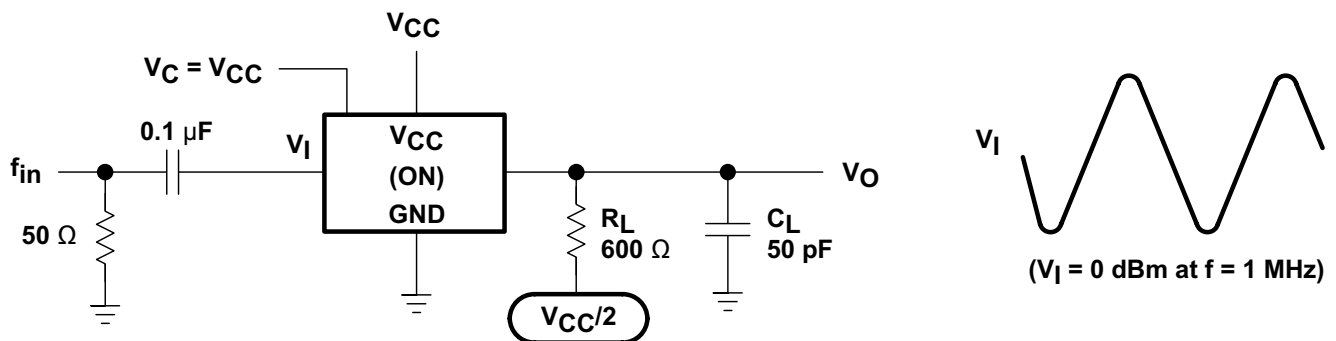 VCC
VC = VCC
0.1 µF
VI
VCC
(ON)
GND
fin
50 Ω
VO
RL
600 Ω
CL
50 pF
VCC/2
VI
(VI = 0 dBm at f = 1 MHz)